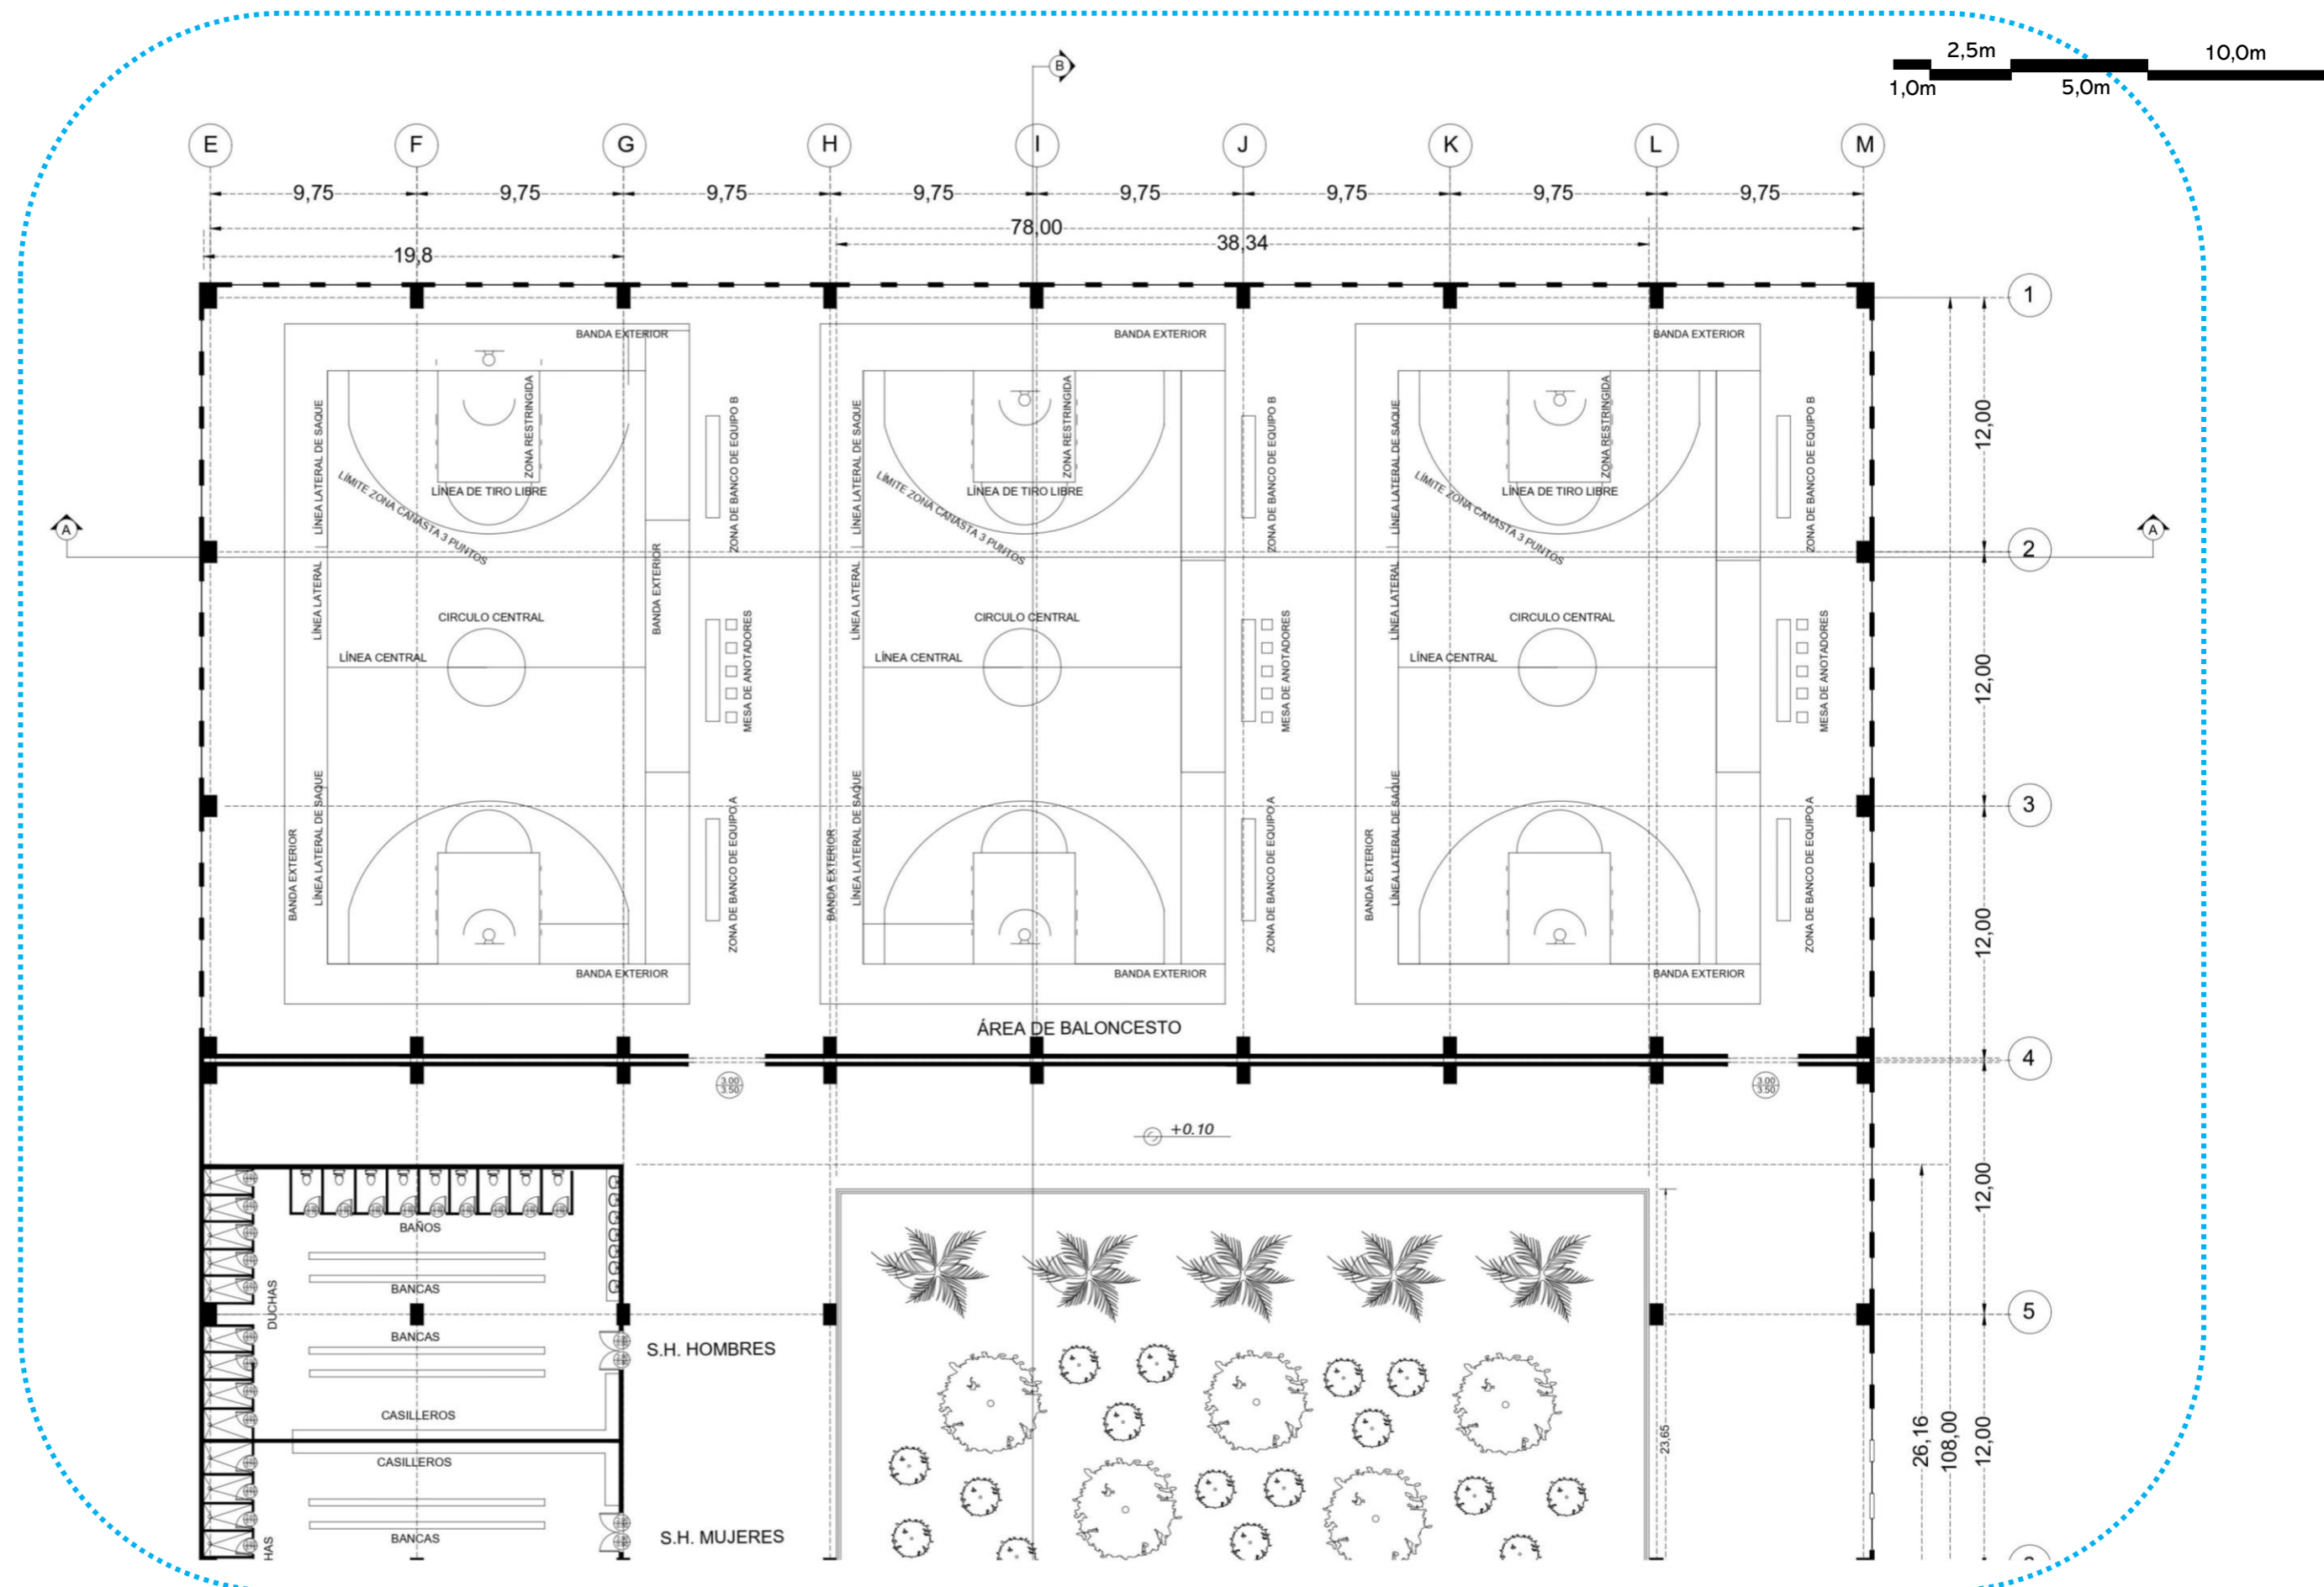 2,5m 10,0m
1,0m 5,0m
B
E F G H I J K L M
9,75 9,75 9,75 9,75 9,75 9,75 9,75 9,75
78,00
38,34
19,8
1
BANDA EXTERIOR BANDA EXTERIOR BANDA EXTERIOR
LÍNEA LATERAL DE SAQUE
ZONA RESTRINGIDA
ZONA DE BANCO DE EQUIPO B
LÍNEA LATERAL DE SAQUE
ZONA RESTRINGIDA
ZONA DE BANCO DE EQUIPO B
LÍNEA LATERAL DE SAQUE
ZONA RESTRINGIDA
ZONA DE BANCO DE EQUIPO B
12,00
LÍNEA DE TIRO LIBRE LÍNEA DE TIRO LIBRE LÍNEA DE TIRO LIBRE
LÍMITE ZONA CANASTA 3 PUNTOS
LÍMITE ZONA CANASTA 3 PUNTOS
LÍMITE ZONA CANASTA 3 PUNTOS
A A
2
LÍNEA LATERAL
BANDA EXTERIOR
LÍNEA LATERAL
LÍNEA LATERAL
CIRCULO CENTRAL CIRCULO CENTRAL CIRCULO CENTRAL
LÍNEA CENTRAL LÍNEA CENTRAL LÍNEA CENTRAL
MESA DE ANOTADORES
MESA DE ANOTADORES
MESA DE ANOTADORES
12,00
3
BANDA EXTERIOR
LÍNEA LATERAL DE SAQUE
ZONA DE BANCO DE EQUIPO A
BANDA EXTERIOR
LÍNEA LATERAL DE SAQUE
ZONA DE BANCO DE EQUIPO A
BANDA EXTERIOR
LÍNEA LATERAL DE SAQUE
ZONA DE BANCO DE EQUIPO A
12,00
BANDA EXTERIOR BANDA EXTERIOR BANDA EXTERIOR
ÁREA DE BALONCESTO
4
3.00 3.00
3.50 3.50
+0.10
12,00
BAÑOS
BANCAS
DUCHAS
5
BANCAS
S.H. HOMBRES
CASILLEROS
CASILLEROS
23,65
26,16
108,00
12,00
BANCAS
S.H. MUJERES
HAS